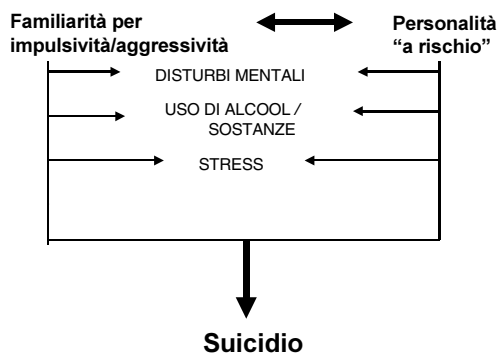 Familiarità per
impulsività/aggressività
Personalità
“a rischio”
DISTURBI MENTALI
USO DI ALCOOL /
SOSTANZE
STRESS
Suicidio